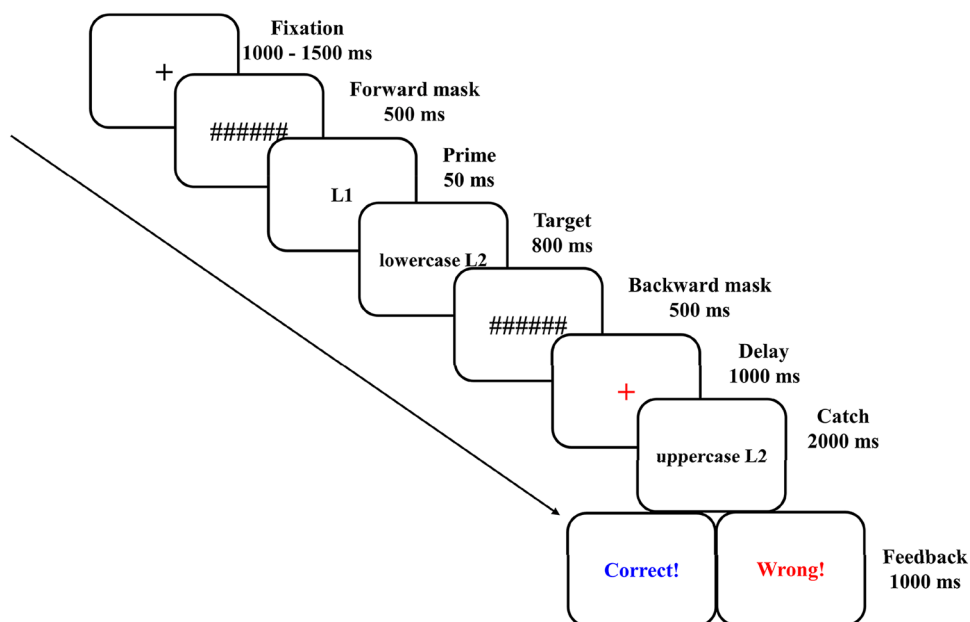 Fixation
1000 - 1500 ms
+
######
Forward mask
500 ms
L1
Prime
50 ms
lowercase L2
Target
800 ms
######
Backward mask
500 ms
+
Delay
1000 ms
uppercase L2
Catch
2000 ms
Correct!
Wrong!
Feedback
1000 ms